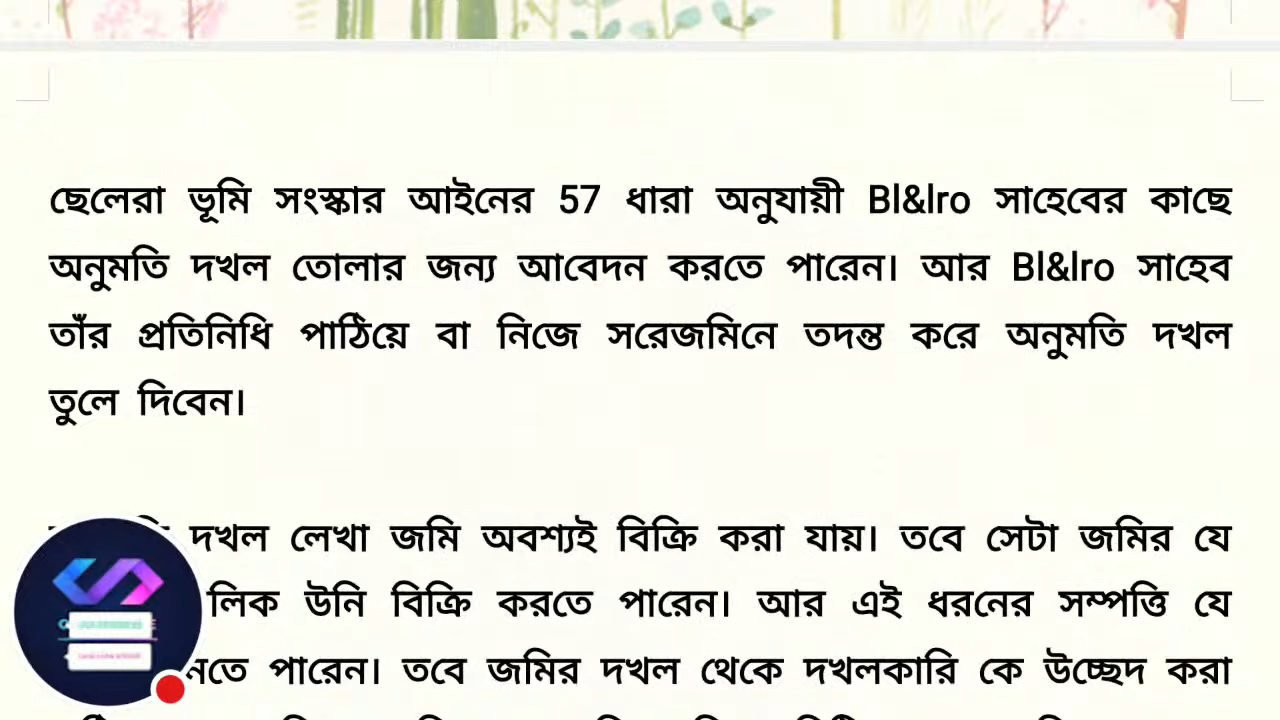 ছেলেরা ভূমি সংস্কার আইনের 57 ধারা অনুযায়ী Bl&lro সাহেবের কাছে
অনুমতি দখল তোলার জন্য আবেদন করতে পারেন। আর Bl&lro সাহেব
তাঁর প্রতিনিধি পাঠিয়ে বা নিজে সরেজমিনে তদন্ত করে অনুমতি দখল
তুলে দিবেন।
দখল লেখা জমি অবশ্যই বিক্রি করা যায়। তবে সেটা জমির যে
লিক উনি বিক্রি করতে পারেন। আর এই ধরনের সম্পত্তি যে
নতে পারেন। তবে জমির দখল থেকে দখলকারি কে উচ্ছেদ করা